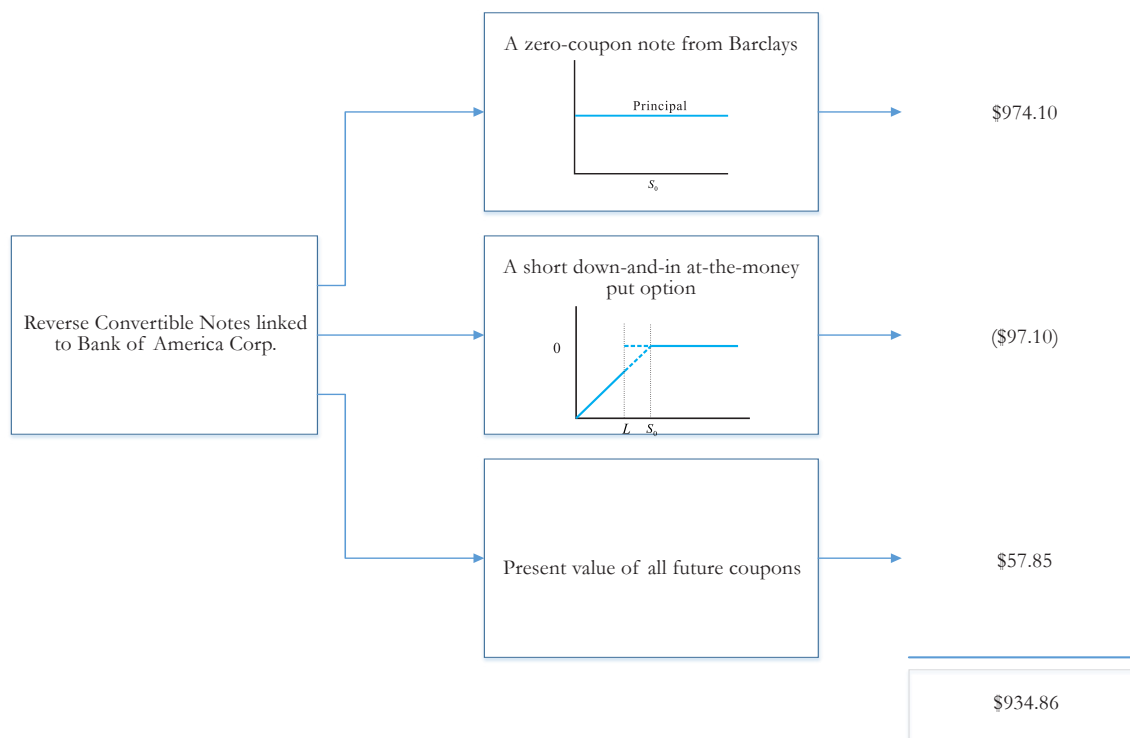 A zero-coupon note from Barclays
Principal
S₀
$974.10
Reverse Convertible Notes linked
to Bank of America Corp.
A short down-and-in at-the-money
put option
0
L S₀
($97.10)
Present value of all future coupons
$57.85
$934.86